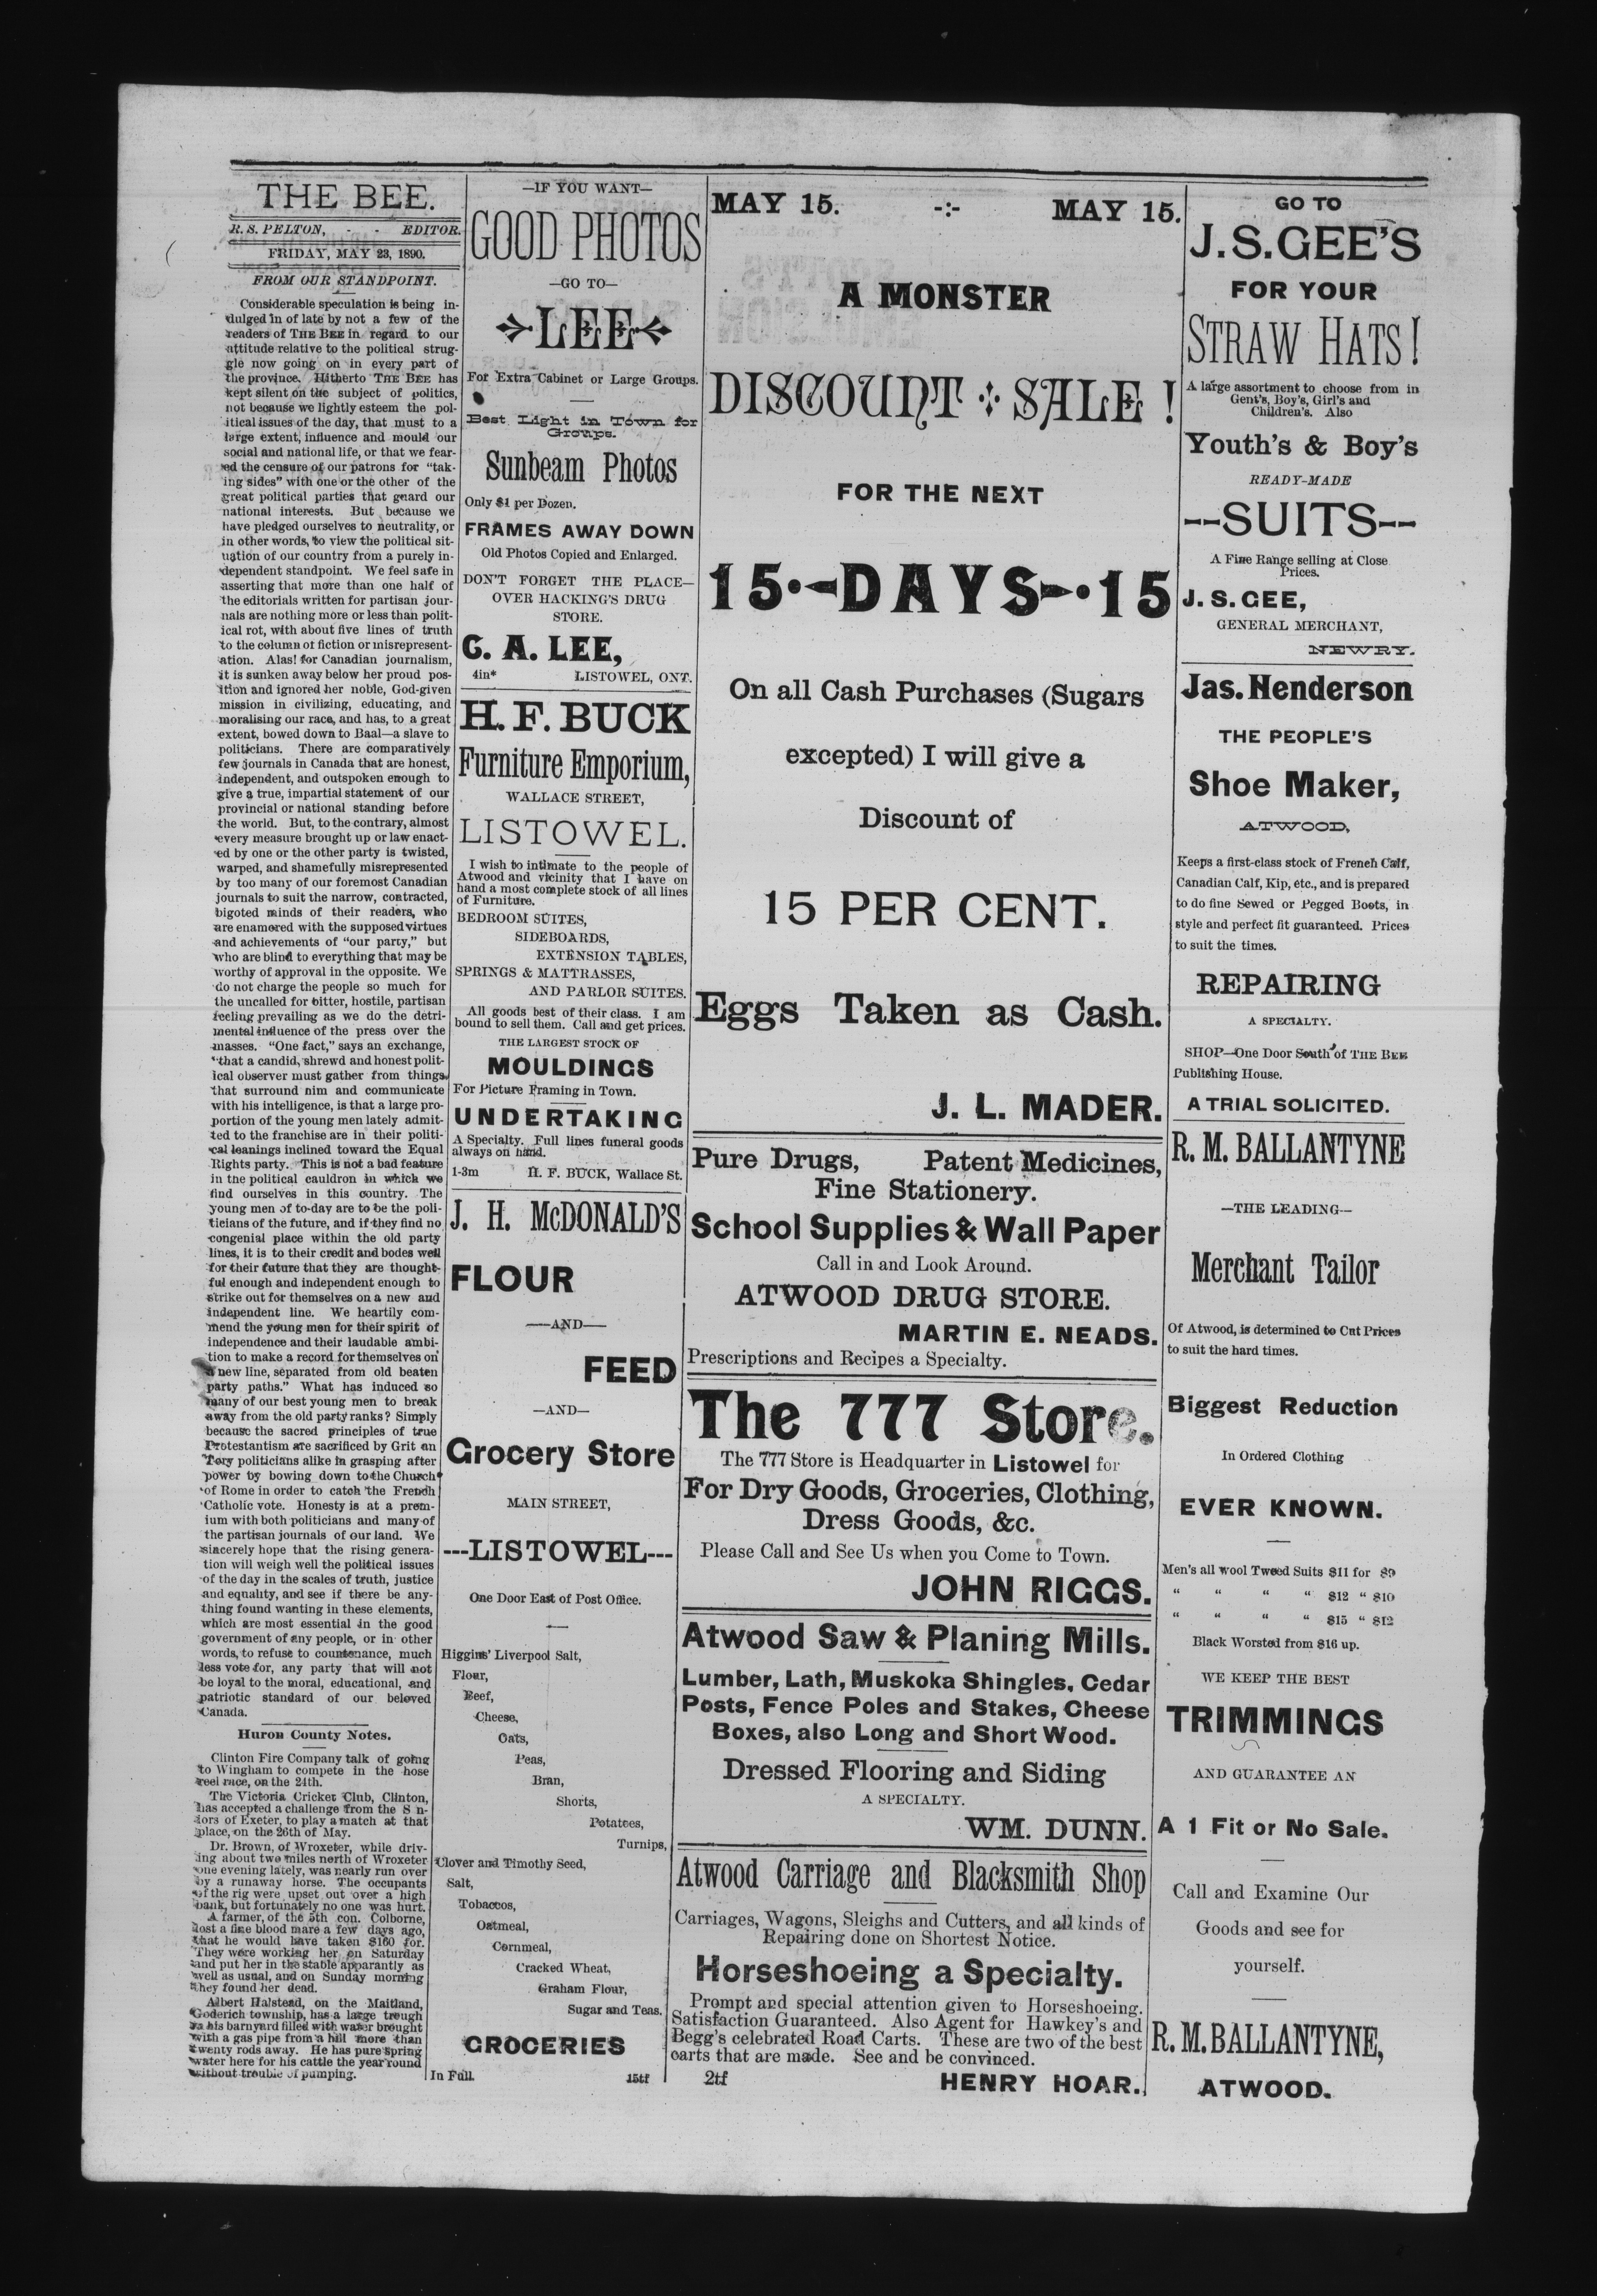 THE BEE.
R. S. PELTON, - - EDITOR.
FRIDAY, MAY 23, 1890.
FROM OUR STANDPOINT.
Considerable speculation is being in-
dulged in of late by not a few of the
readers of THE BEE in regard to our
attitude relative to the political strug-
gle now going on in every part of
the province. Hitherto THE BEE has
kept silent on the subject of politics,
not because we lightly esteem the pol-
itical issues of the day, that must to a
large extent, influence and mould our
social and national life, or that we fear-
ed the censure of our patrons for "tak-
ing sides" with one or the other of the
great political parties that guard our
national interests. But because we
have pledged ourselves to neutrality, or
in other words, to view the political sit-
uation of our country from a purely in-
dependent standpoint. We feel safe in
asserting that more than one half of
the editorials written for partisan jour-
nals are nothing more or less than polit-
ical rot, with about five lines of truth
to the column of fiction or misrepresent-
ation. Alas! for Canadian journalism,
it is sunken away below her proud pos-
ition and ignored her noble, God-given
mission in civilizing, educating, and
moralising our race, and has, to a great
extent, bowed down to Baal—a slave to
politicians. There are comparatively
few journals in Canada that are honest,
independent, and outspoken enough to
give a true, impartial statement of our
provincial or national standing before
the world. But, to the contrary, almost
every measure brought up or law enact-
ed by one or the other party is twisted,
warped, and shamefully misrepresented
by too many of our foremost Canadian
journals to suit the narrow, contracted,
bigoted minds of their readers, who
are enamored with the supposed virtues
and achievements of "our party," but
who are blind to everything that may be
worthy of approval in the opposite. We
do not charge the people so much for
the uncalled for bitter, hostile, partisan
feeling prevailing as we do the detri-
mental influence of the press over the
masses. "One fact," says an exchange,
"that a candid, shrewd and honest polit-
ical observer must gather from things
that surround him and communicate
with his intelligence, is that a large pro-
portion of the young men lately admit-
ted to the franchise are in their politi-
cal leanings inclined toward the Equal
Rights party. This is not a bad feature
in the political cauldron in which we
find ourselves in this country. The
young men of to-day are to be the poli-
ticians of the future, and if they find no
congenial place within the old party
lines, it is to their credit and bodes well
for their future that they are thought-
ful enough and independent enough to
strike out for themselves on a new and
independent line. We heartily com-
mend the young men for their spirit of
independence and their laudable ambi-
tion to make a record for themselves on
a new line, separated from old beaten
party paths." What has induced so
many of our best young men to break
away from the old party ranks? Simply
because the sacred principles of true
Protestantism are sacrificed by Grit an
Tory politicians alike in grasping after
power by bowing down to the Church
of Rome in order to catch the French
Catholic vote. Honesty is at a prem-
ium with both politicians and many of
the partisan journals of our land. We
sincerely hope that the rising genera-
tion will weigh well the political issues
of the day in the scales of truth, justice
and equality, and see if there be any-
thing found wanting in these elements,
which are most essential in the good
government of any people, or in other
words, to refuse to countenance, much
less vote for, any party that will not
be loyal to the moral, educational, and
patriotic standard of our beloved
Canada.
Huron County Notes.
Clinton Fire Company talk of going
to Wingham to compete in the hose
reel race, on the 24th.
The Victoria Cricket Club, Clinton,
has accepted a challenge from the S n-
iors of Exeter, to play a match at that
place, on the 26th of May.
Dr. Brown, of Wroxeter, while driv-
ing about two miles north of Wroxeter
one evening lately, was nearly run over
by a runaway horse. The occupants
of the rig were upset out over a high
bank, but fortunately no one was hurt.
A farmer, of the 5th con. Colborne,
lost a fine blood mare a few days ago,
that he would have taken $160 for.
They were working her on Saturday
and put her in the stable apparantly as
well as usual, and on Sunday morning
they found her dead.
Albert Halstead, on the Maitland,
Goderich township, has a large trough
in his barnyard filled with water brought
with a gas pipe from a hill more than
twenty rods away. He has pure spring
water here for his cattle the year round
without trouble of pumping.
—IF YOU WANT—
GOOD PHOTOS
—GO TO—
LEE
For Extra Cabinet or Large Groups.
Best Light in Town for
Groups.
Sunbeam Photos
Only $1 per Dozen.
FRAMES AWAY DOWN
Old Photos Copied and Enlarged.
DON'T FORGET THE PLACE—
OVER HACKING'S DRUG
STORE.
C. A. LEE,
4in* LISTOWEL, ONT.
H. F. BUCK
Furniture Emporium,
WALLACE STREET,
LISTOWEL.
I wish to intimate to the people of
Atwood and vicinity that I have on
hand a most complete stock of all lines
of Furniture.
BEDROOM SUITES,
SIDEBOARDS,
EXTENSION TABLES,
SPRINGS & MATTRASSES,
AND PARLOR SUITES.
All goods best of their class. I am
bound to sell them. Call and get prices.
THE LARGEST STOCK OF
MOULDINGS
For Picture Framing in Town.
UNDERTAKING
A Specialty. Full lines funeral goods
always on hand.
1-3m H. F. BUCK, Wallace St.
J. H. McDONALD'S
FLOUR
—AND—
FEED
—AND—
Grocery Store
MAIN STREET,
---LISTOWEL---
One Door East of Post Office.
Higgins' Liverpool Salt,
Flour,
Beef,
Cheese,
Oats,
Peas,
Bran,
Shorts,
Potatoes,
Turnips,
Clover and Timothy Seed,
Salt,
Tobaccos,
Oatmeal,
Cornmeal,
Cracked Wheat,
Graham Flour,
Sugar and Teas.
GROCERIES
In Full. 15tf
MAY 15. -:- MAY 15.
A MONSTER
DISCOUNT SALE !
FOR THE NEXT
15 DAYS 15
On all Cash Purchases (Sugars
excepted) I will give a
Discount of
15 PER CENT.
Eggs Taken as Cash.
J. L. MADER.
Pure Drugs, Patent Medicines,
Fine Stationery.
School Supplies & Wall Paper
Call in and Look Around.
ATWOOD DRUG STORE.
MARTIN E. NEADS.
Prescriptions and Recipes a Specialty.
The 777 Store.
The 777 Store is Headquarter in Listowel for
For Dry Goods, Groceries, Clothing,
Dress Goods, &c.
Please Call and See Us when you Come to Town.
JOHN RIGGS.
Atwood Saw & Planing Mills.
Lumber, Lath, Muskoka Shingles, Cedar
Posts, Fence Poles and Stakes, Cheese
Boxes, also Long and Short Wood.
Dressed Flooring and Siding
A SPECIALTY.
WM. DUNN.
Atwood Carriage and Blacksmith Shop
Carriages, Wagons, Sleighs and Cutters, and all kinds of
Repairing done on Shortest Notice.
Horseshoeing a Specialty.
Prompt and special attention given to Horseshoeing.
Satisfaction Guaranteed. Also Agent for Hawkey's and
Begg's celebrated Road Carts. These are two of the best
carts that are made. See and be convinced.
2tf HENRY HOAR.
GO TO
J. S. GEE'S
FOR YOUR
STRAW HATS!
A large assortment to choose from in
Gent's, Boy's, Girl's and
Children's. Also
Youth's & Boy's
READY-MADE
--SUITS--
A Fine Range selling at Close
Prices.
J. S. GEE,
GENERAL MERCHANT,
NEWRY.
Jas. Henderson
THE PEOPLE'S
Shoe Maker,
ATWOOD,
Keeps a first-class stock of French Calf,
Canadian Calf, Kip, etc., and is prepared
to do fine Sewed or Pegged Boots, in
style and perfect fit guaranteed. Prices
to suit the times.
REPAIRING
A SPECIALTY.
SHOP—One Door South of THE BEE
Publishing House.
A TRIAL SOLICITED.
R. M. BALLANTYNE
—THE LEADING—
Merchant Tailor
Of Atwood, is determined to Cut Prices
to suit the hard times.
Biggest Reduction
In Ordered Clothing
EVER KNOWN.
Men's all wool Tweed Suits $11 for $9
" " " " $12 " $10
" " " " $15 " $12
Black Worsted from $16 up.
WE KEEP THE BEST
TRIMMINGS
AND GUARANTEE AN
A 1 Fit or No Sale.
Call and Examine Our
Goods and see for
yourself.
R. M. BALLANTYNE,
ATWOOD.